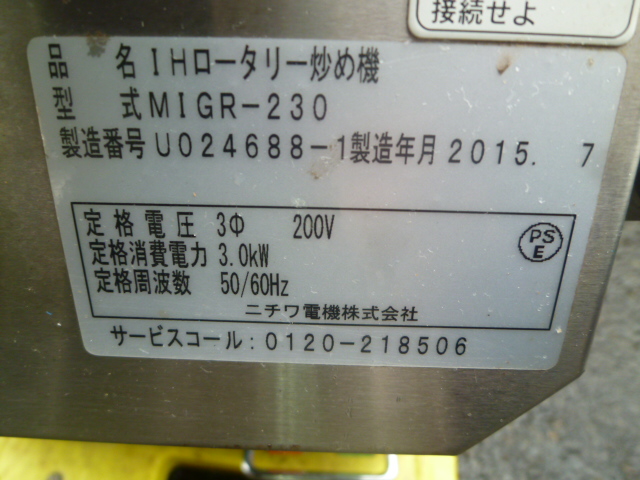 接続せよ
品 名 IHロータリー炒め機
型 式 MIGR-230
製造番号 U024688-1 製造年月 2015. 7
定格電圧 3Φ 200V
定格消費電力 3.0kW
定格周波数 50/60Hz
PS
E
ニチワ電機株式会社
サービスコール:0120-218506